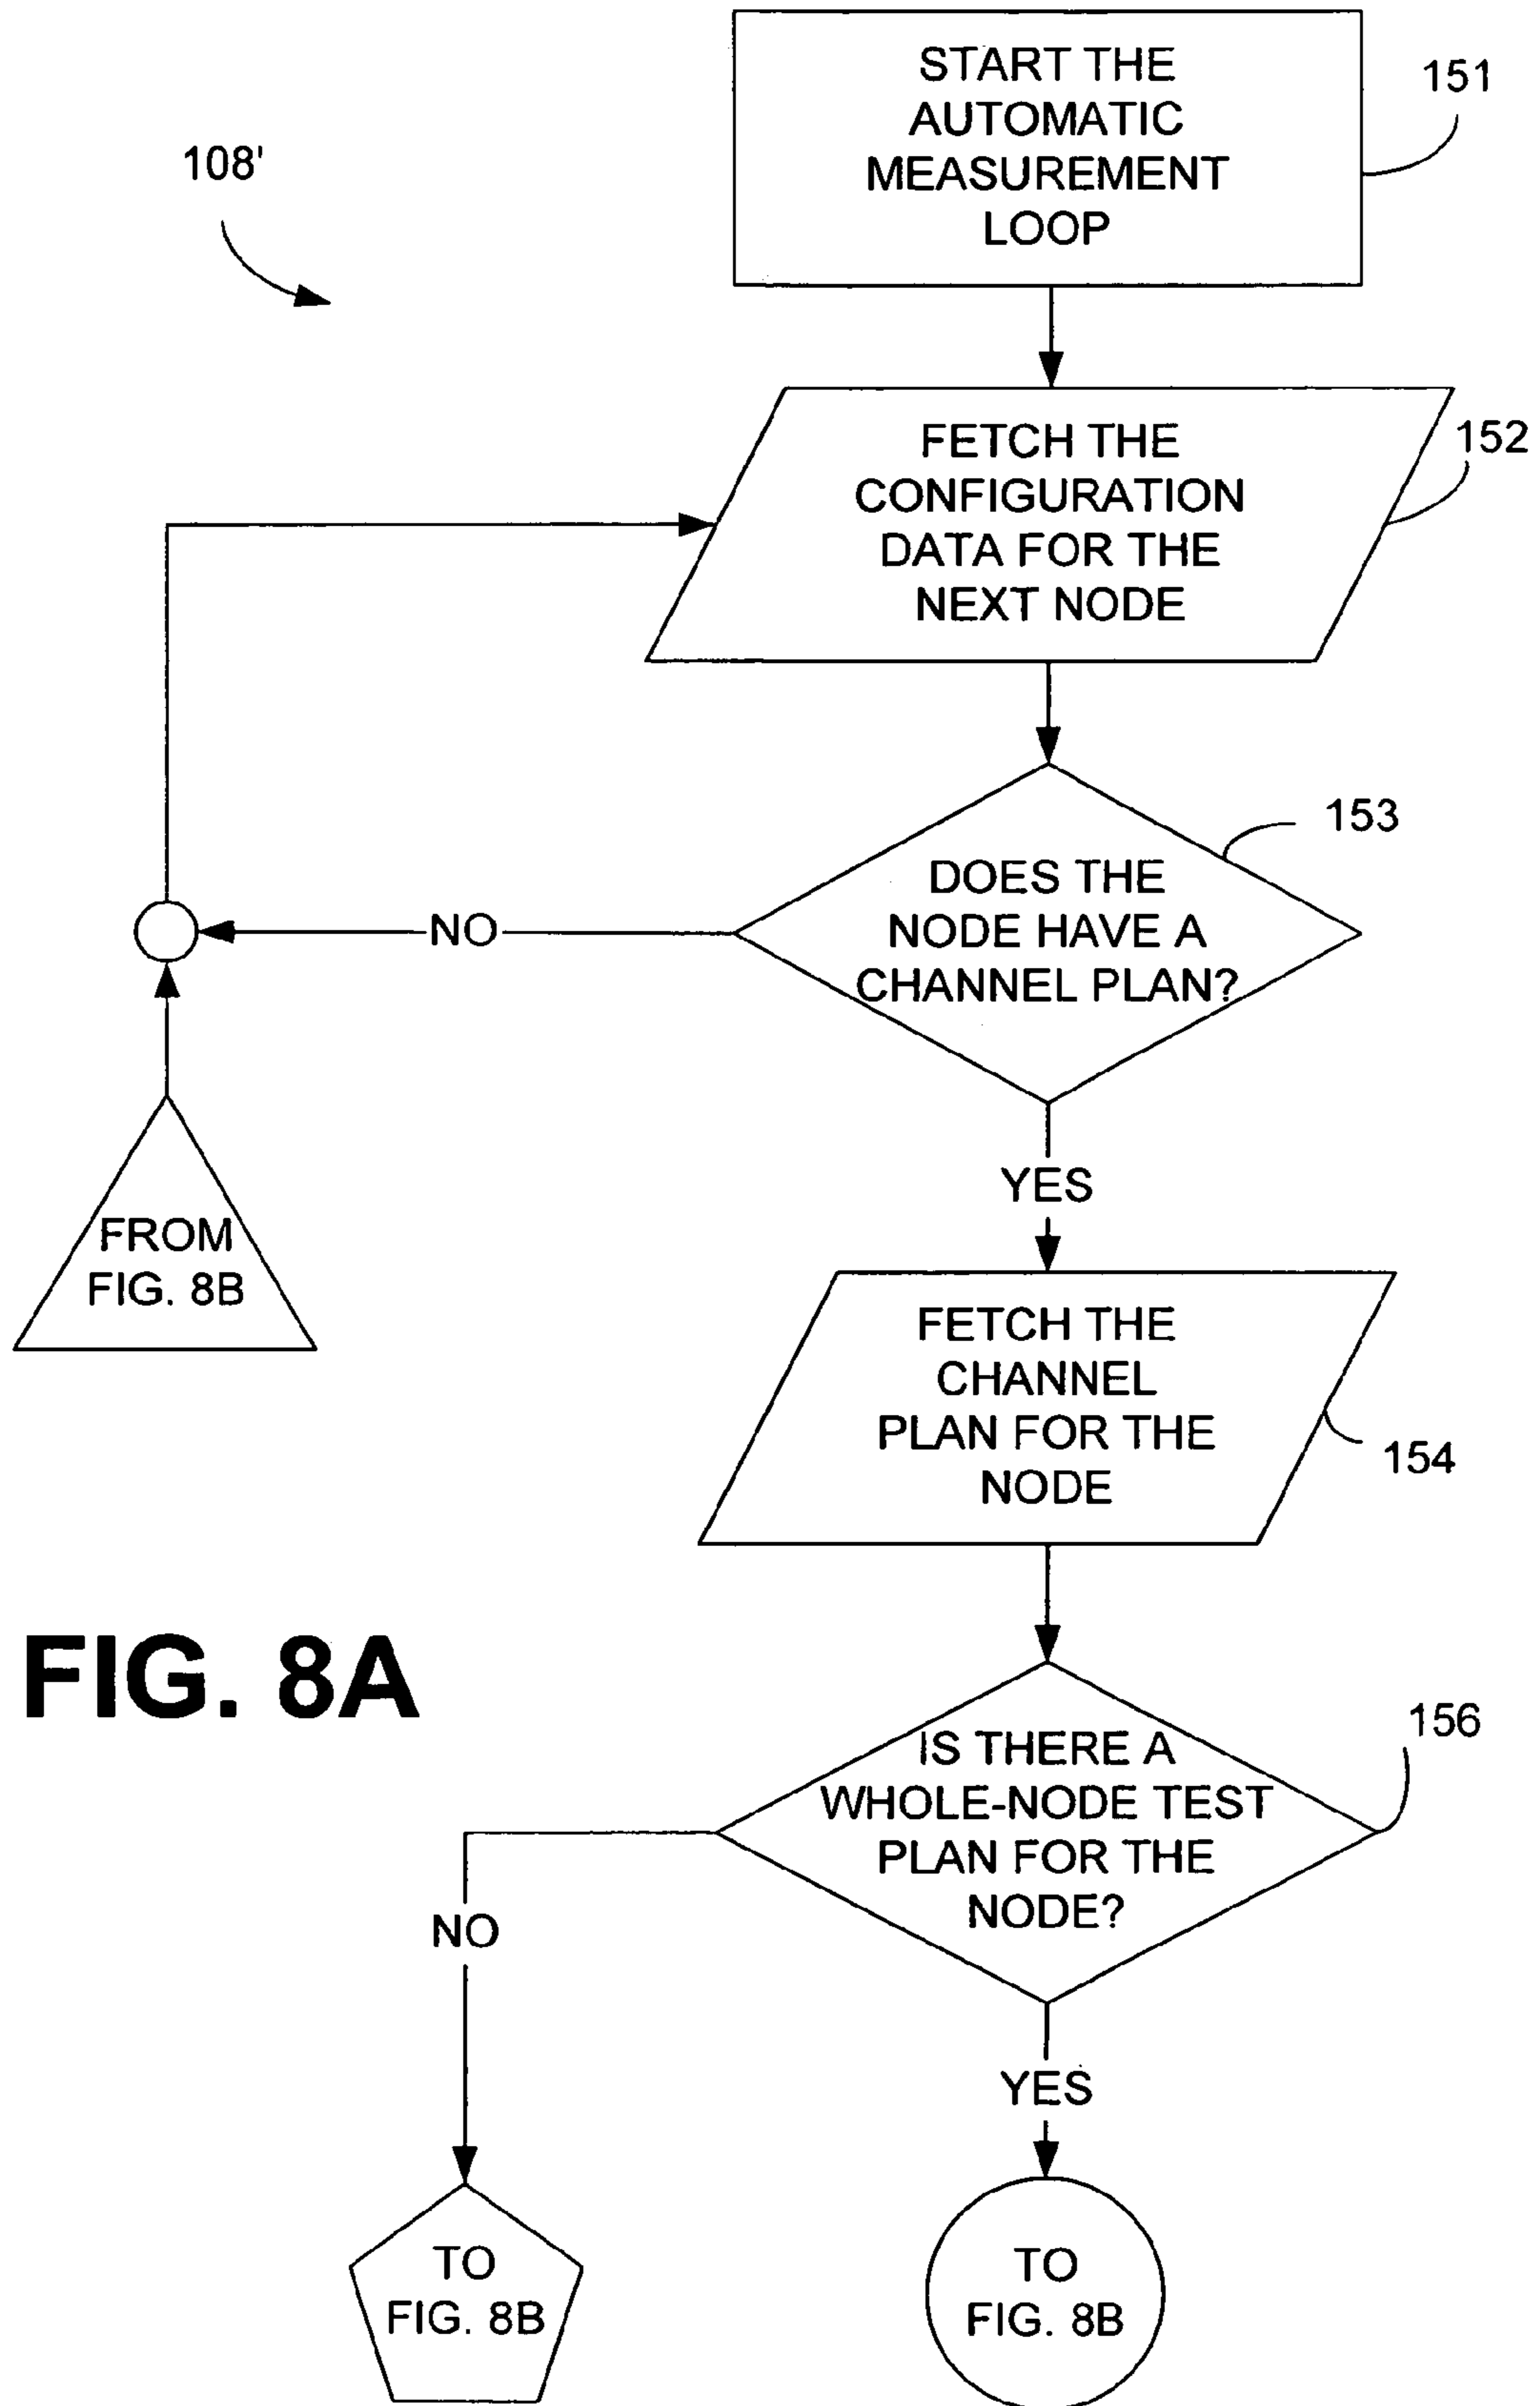 START THE
AUTOMATIC
MEASUREMENT
LOOP
151
108'
FETCH THE
CONFIGURATION
DATA FOR THE
NEXT NODE
152
153
DOES THE
NODE HAVE A
CHANNEL PLAN?
NO
YES
FROM
FIG. 8B
FETCH THE
CHANNEL
PLAN FOR THE
NODE
154
FIG. 8A
156
IS THERE A
WHOLE-NODE TEST
PLAN FOR THE
NODE?
NO
YES
TO
FIG. 8B
TO
FIG. 8B